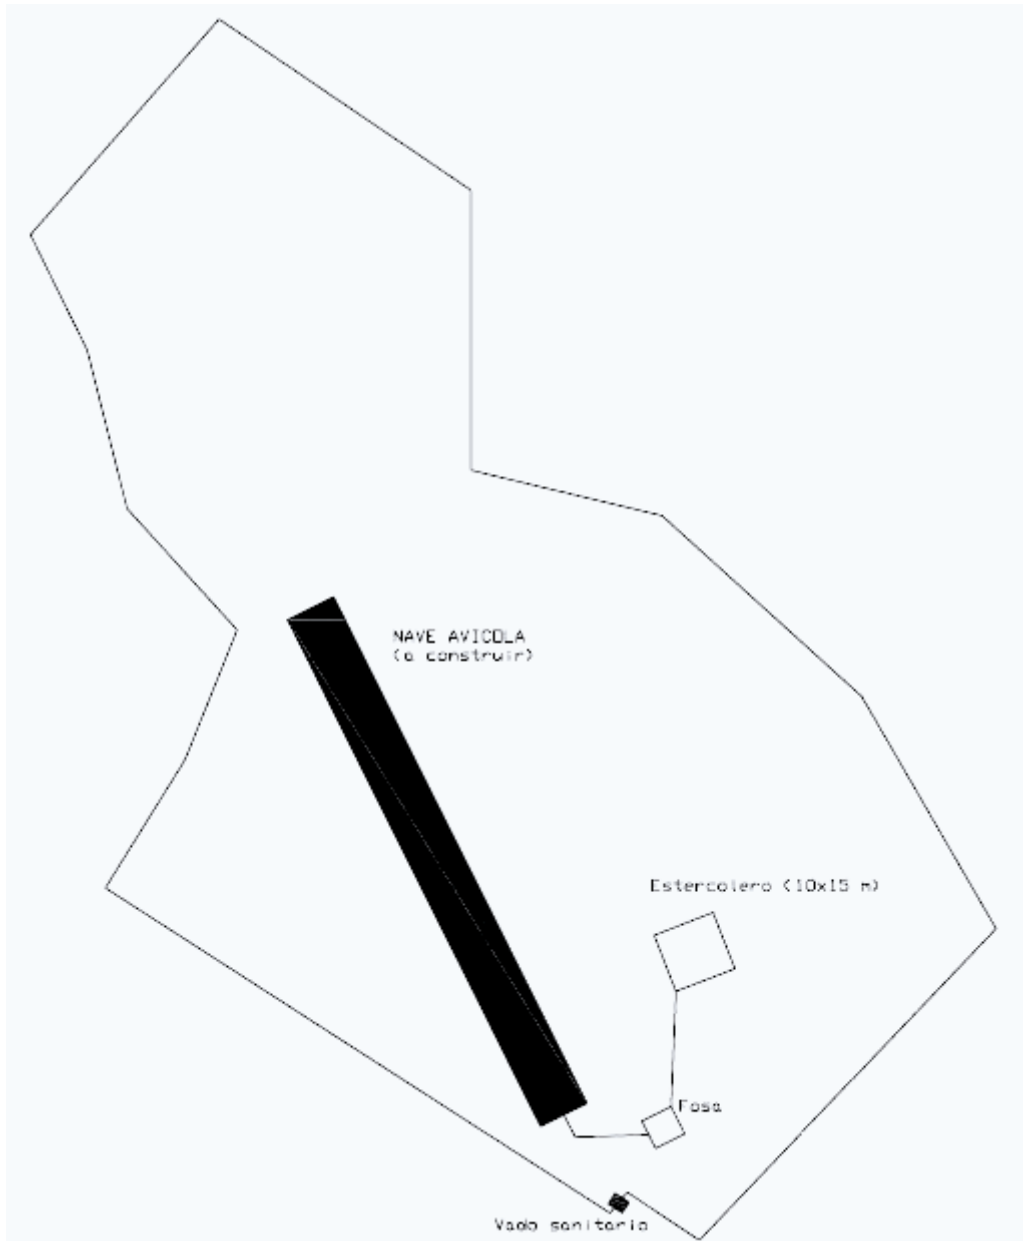 NAVE AVICOLA
(a construir)
Estercolero (10x15 m)
Fosa
Vado sanitario